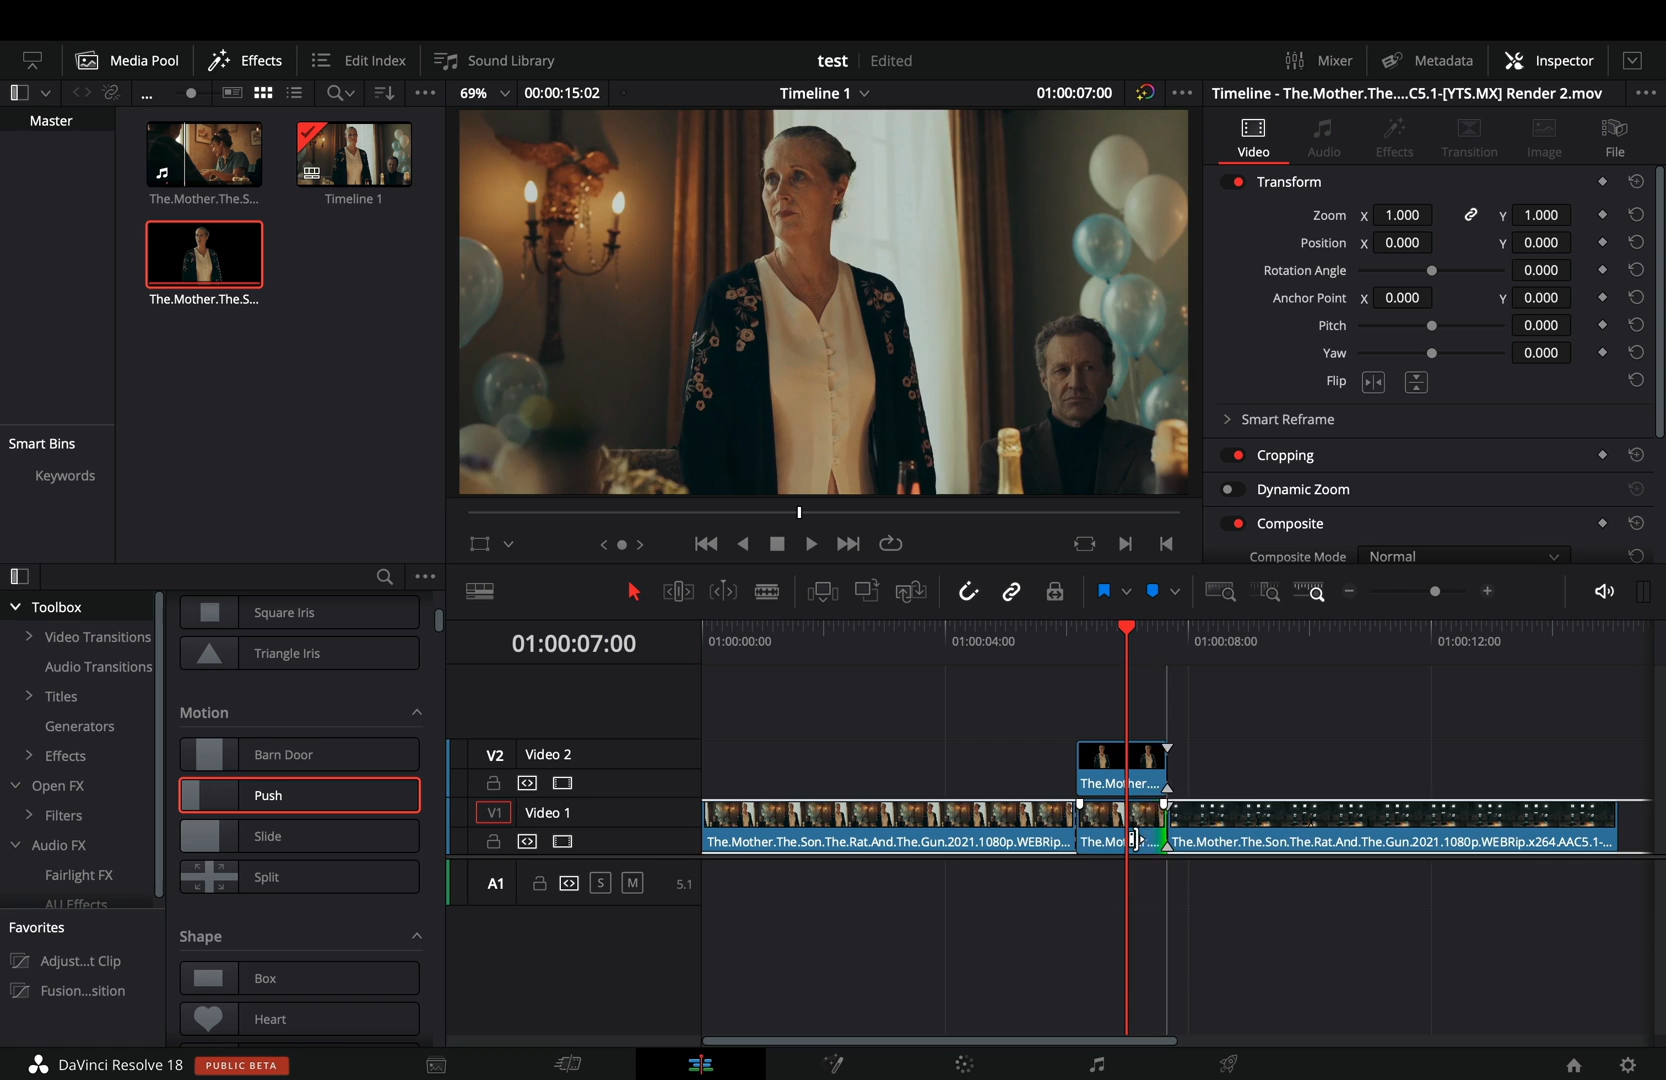 Media Pool
Effects
Edit Index
Sound Library
test
Edited
Mixer
Metadata
Inspector
...
69%
00:00:15:02
Timeline 1
01:00:07:00
Timeline - The.Mother.The....C5.1-[YTS.MX] Render 2.mov
Master
The.Mother.The.S...
Timeline 1
The.Mother.The.S...
Smart Bins
Keywords
Video
Audio
Effects
Transition
Image
File
Transform
Zoom X 1.000 Y 1.000
Position X 0.000 Y 0.000
Rotation Angle 0.000
Anchor Point X 0.000 Y 0.000
Pitch 0.000
Yaw 0.000
Flip
Smart Reframe
Cropping
Dynamic Zoom
Composite
Composite Mode Normal
Toolbox
Video Transitions
Audio Transitions
Titles
Generators
Effects
Open FX
Filters
Audio FX
Fairlight FX
AU Effects
Favorites
Adjust...t Clip
Fusion...sition
Square Iris
Triangle Iris
Motion
Barn Door
Push
Slide
Split
Shape
Box
Heart
01:00:07:00
01:00:00:00
01:00:04:00
01:00:08:00
01:00:12:00
V2 Video 2
The.Mother....
V1 Video 1
The.Mother.The.Son.The.Rat.And.The.Gun.2021.1080p.WEBRip...
The.Mother.The.Son.The.Rat.And.The.Gun.2021.1080p.WEBRip.x264.AAC5.1-...
A1 S M 5.1
DaVinci Resolve 18
PUBLIC BETA